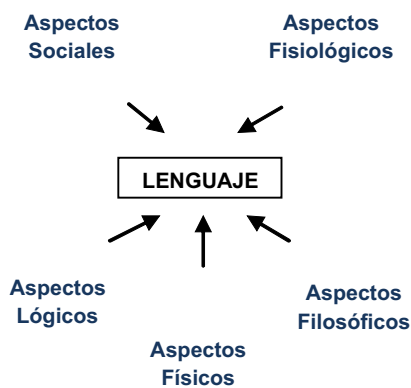 Aspectos
Sociales
Aspectos
Fisiológicos
LENGUAJE
Aspectos
Lógicos
Aspectos
Filosóficos
Aspectos
Físicos